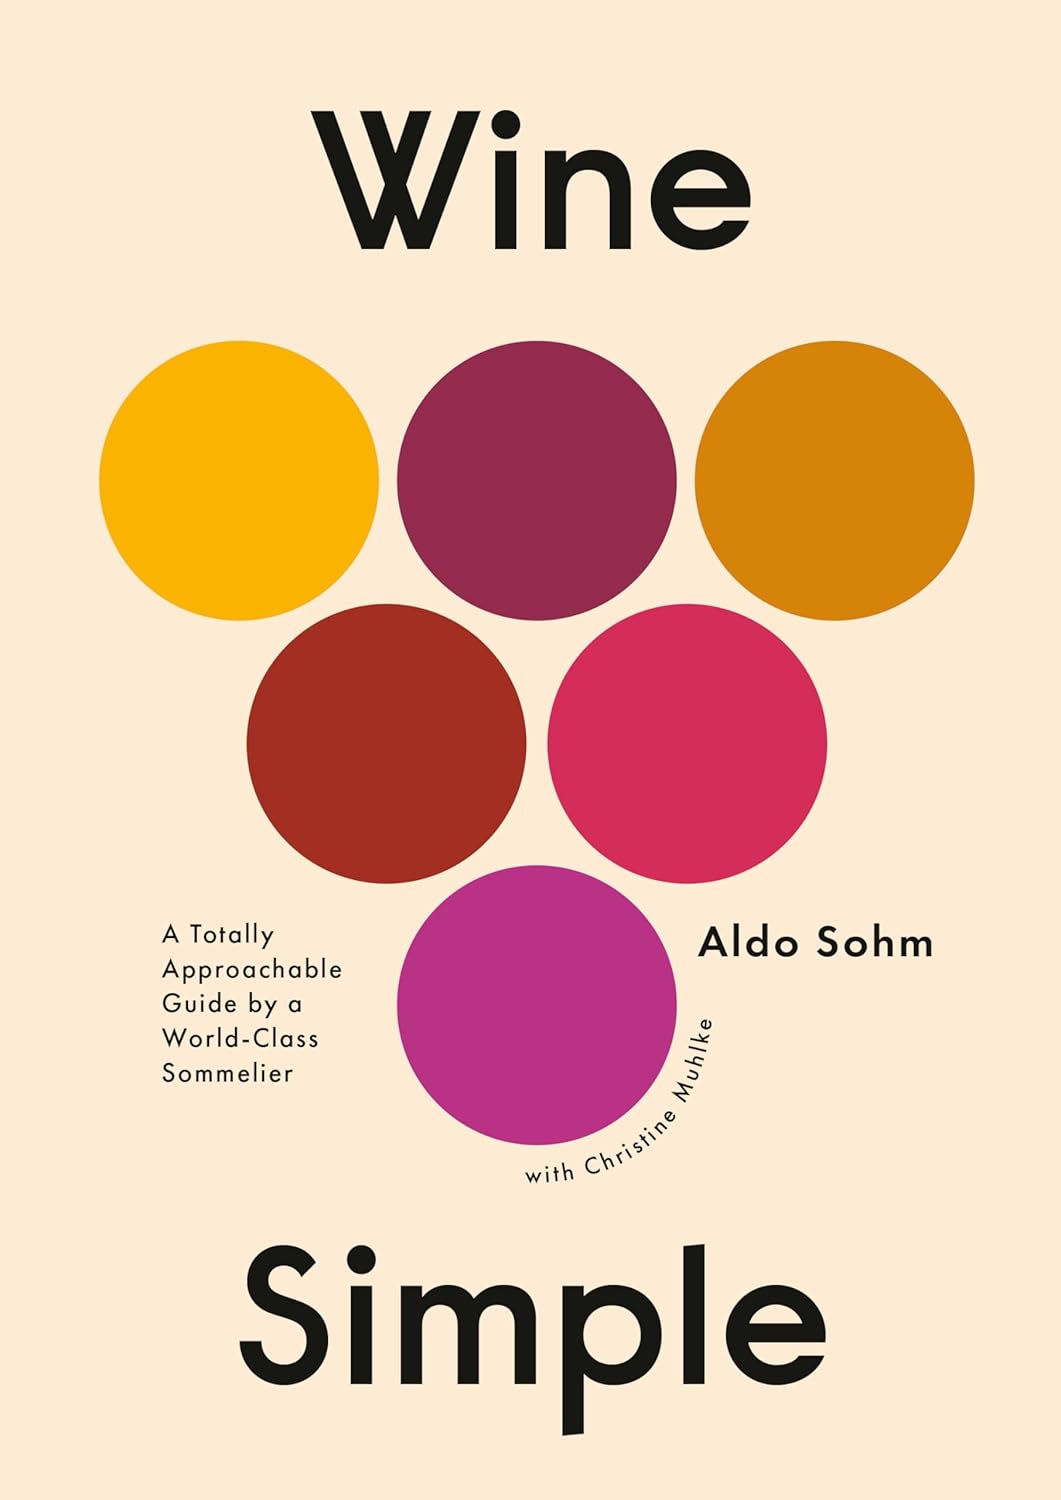 Wine
A Totally
Approachable
Guide by a
World-Class
Sommelier
Aldo Sohm
with Christine Muhlke
Simple